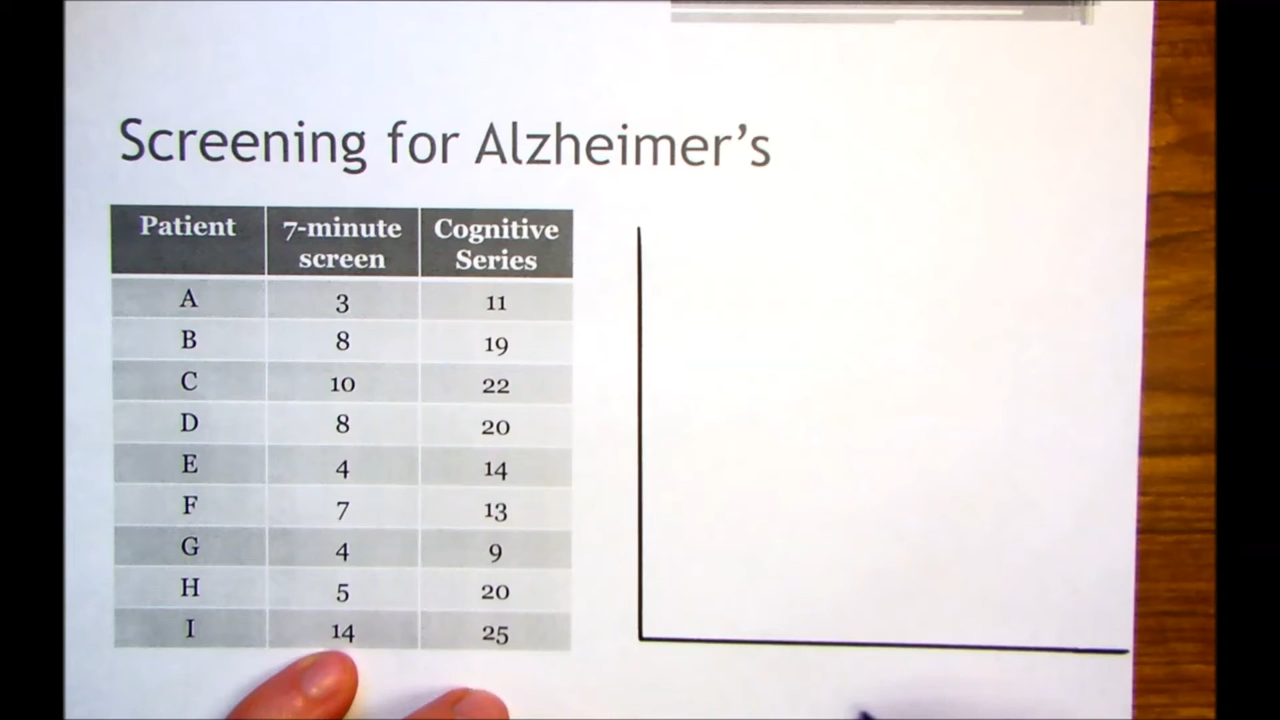 Screening for Alzheimer's
Patient 7-minute screen Cognitive Series
A 3 11
B 8 19
C 10 22
D 8 20
E 4 14
F 7 13
G 4 9
H 5 20
I 14 25